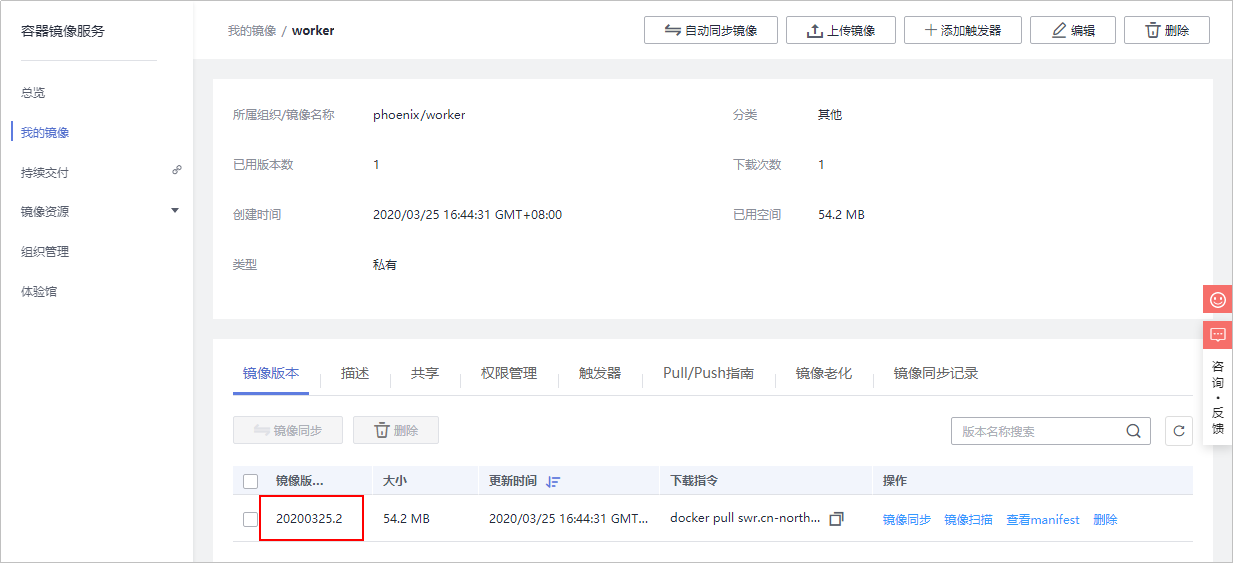 容器镜像服务
总览
我的镜像
持续交付
镜像资源
组织管理
体验馆
我的镜像 / worker
自动同步镜像
上传镜像
添加触发器
编辑
删除
所属组织/镜像名称 phoenix/worker 分类 其他
已用版本数 1 下载次数 1
创建时间 2020/03/25 16:44:31 GMT+08:00 已用空间 54.2 MB
类型 私有
镜像版本 描述 共享 权限管理 触发器 Pull/Push指南 镜像老化 镜像同步记录
镜像同步 删除 版本名称搜索
镜像版... 大小 更新时间 下载指令 操作
20200325.2 54.2 MB 2020/03/25 16:44:31 GMT... docker pull swr.cn-north... 镜像同步 镜像扫描 查看manifest 删除
咨询·反馈